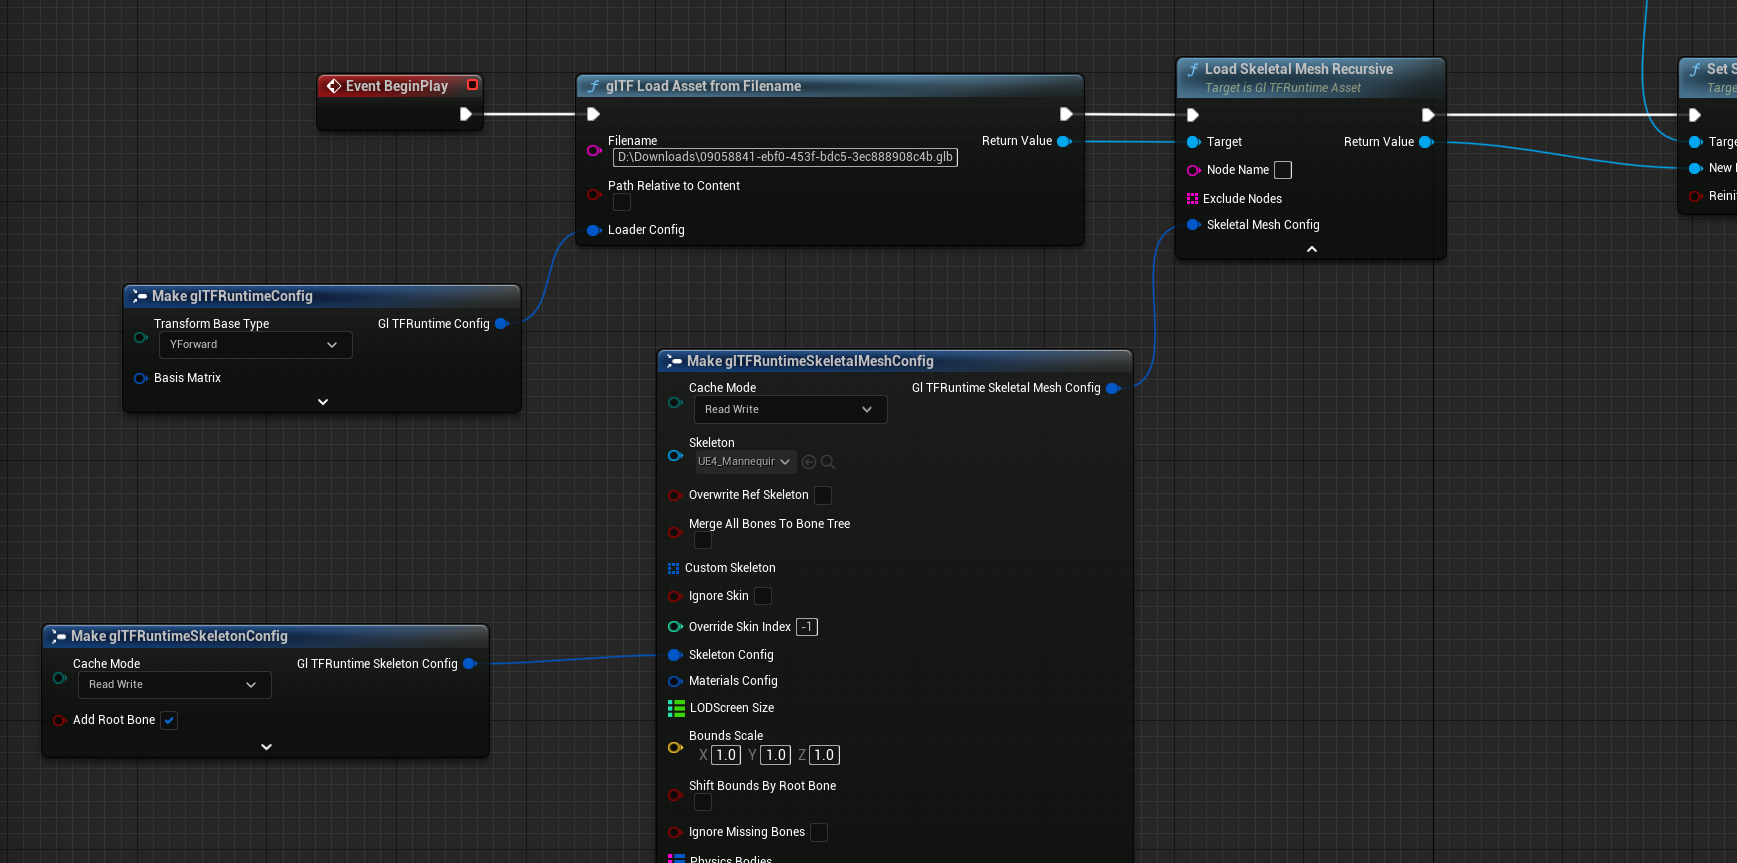 Event BeginPlay
glTF Load Asset from Filename
Filename
D:\Downloads\09058841-ebf0-453f-bdc5-3ec888908c4b.glb
Return Value
Path Relative to Content
Loader Config
Load Skeletal Mesh Recursive
Target is Gl TFRuntime Asset
Target
Return Value
Node Name
Exclude Nodes
Skeletal Mesh Config
Set S
Targe
Targe
New
Reini
Make glTFRuntimeConfig
Transform Base Type
Gl TFRuntime Config
YForward
Basis Matrix
Make glTFRuntimeSkeletalMeshConfig
Cache Mode
Gl TFRuntime Skeletal Mesh Config
Read Write
Skeleton
UE4_Mannequin
Overwrite Ref Skeleton
Merge All Bones To Bone Tree
Custom Skeleton
Ignore Skin
Override Skin Index -1
Skeleton Config
Materials Config
LODScreen Size
Bounds Scale
X 1.0 Y 1.0 Z 1.0
Shift Bounds By Root Bone
Ignore Missing Bones
Physics Bodies
Make glTFRuntimeSkeletonConfig
Cache Mode
Gl TFRuntime Skeleton Config
Read Write
Add Root Bone